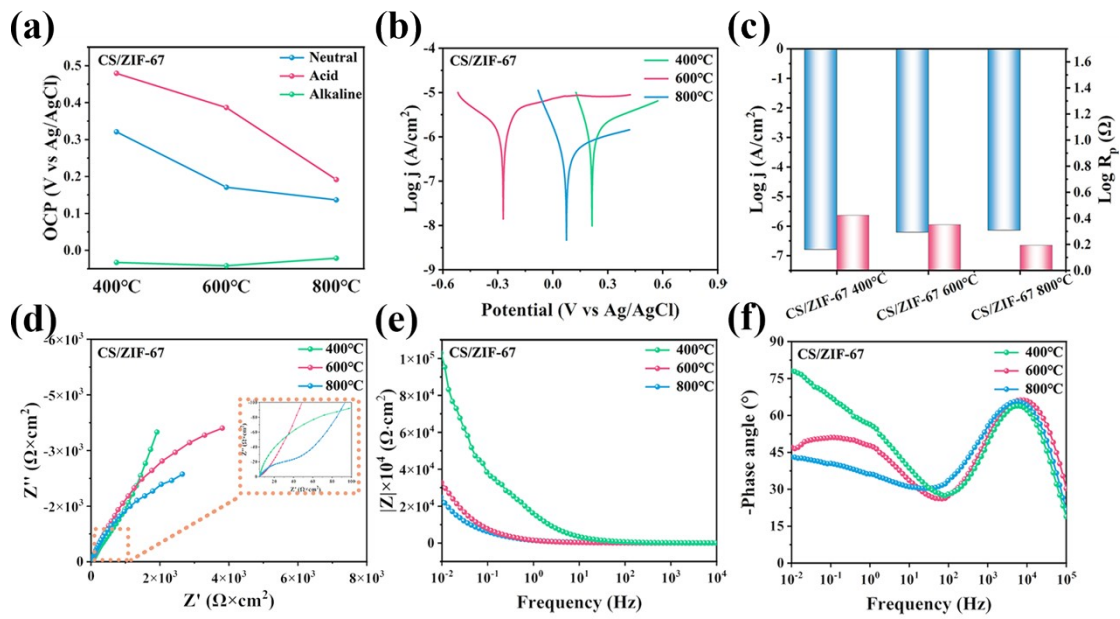 (a)
OCP (V vs Ag/AgCl)
CS/ZIF-67
Neutral
Acid
Alkaline
0.5
0.4
0.3
0.2
0.1
0.0
400°C 600°C 800°C
(b)
Log j (A/cm²)
CS/ZIF-67
400°C
600°C
800°C
-4
-5
-6
-7
-8
-9
-0.6 -0.3 0.0 0.3 0.6 0.9
Potential (V vs Ag/AgCl)
(c)
Log j (A/cm²)
0
-1
-2
-3
-4
-5
-6
-7
1.6
1.4
1.2
1.0
0.8
0.6
0.4
0.2
0.0
Log Rp (Ω)
CS/ZIF-67 400°C
CS/ZIF-67 600°C
CS/ZIF-67 800°C
(d)
Z'' (Ω×cm²)
CS/ZIF-67
400°C
600°C
800°C
-6×10³
-5×10³
-3×10³
-2×10³
0
0 2×10³ 4×10³ 6×10³
Z' (Ω×cm²)
(e)
|Z|×10⁴ (Ω·cm²)
CS/ZIF-67
400°C
600°C
800°C
1×10⁵
8×10⁴
6×10⁴
4×10⁴
2×10⁴
0
10⁻² 10⁻¹ 10⁰ 10¹ 10² 10³ 10⁴
Frequency (Hz)
(f)
-Phase angle (°)
CS/ZIF-67
400°C
600°C
800°C
90
75
60
45
30
15
0
10⁻² 10⁻¹ 10⁰ 10¹ 10² 10³ 10⁴ 10⁵
Frequency (Hz)